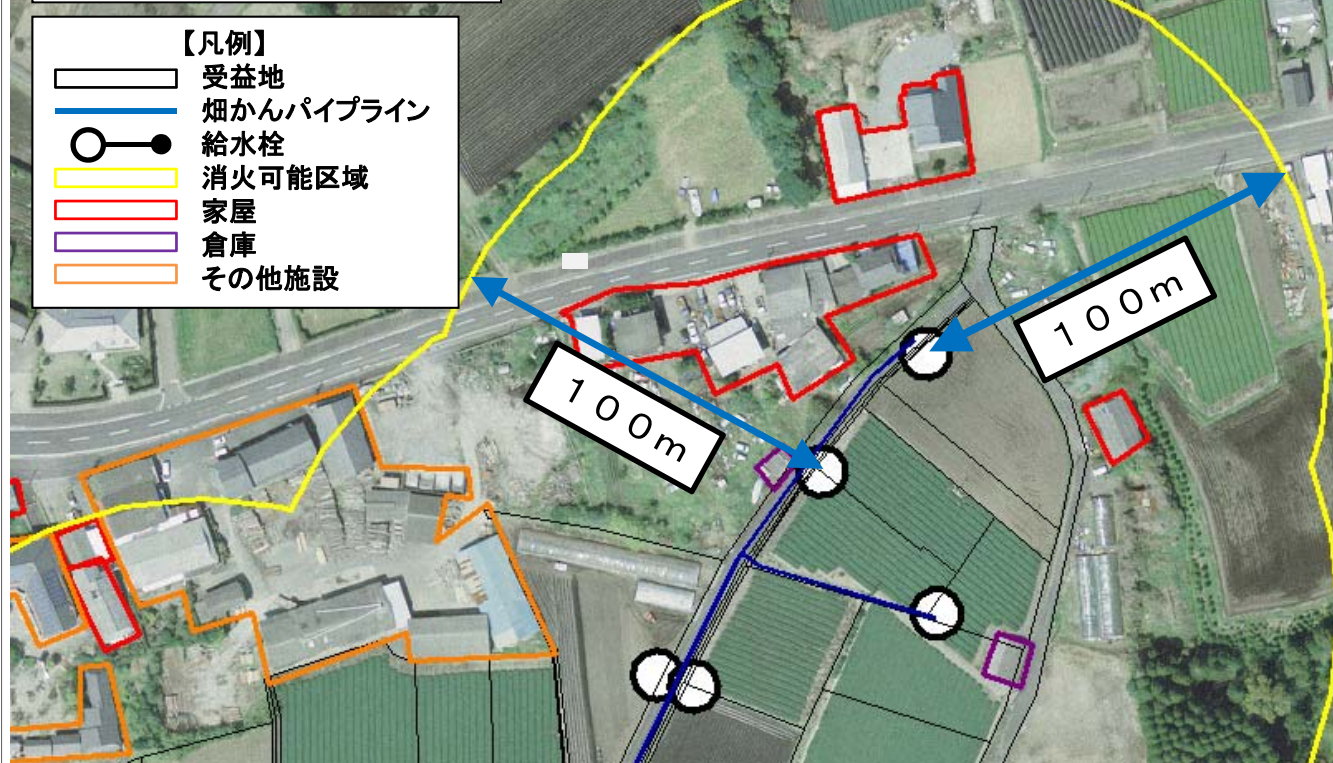 【凡例】
受益地
畑かんパイプライン
給水栓
消火可能区域
家屋
倉庫
その他施設
１００ｍ
１００ｍ